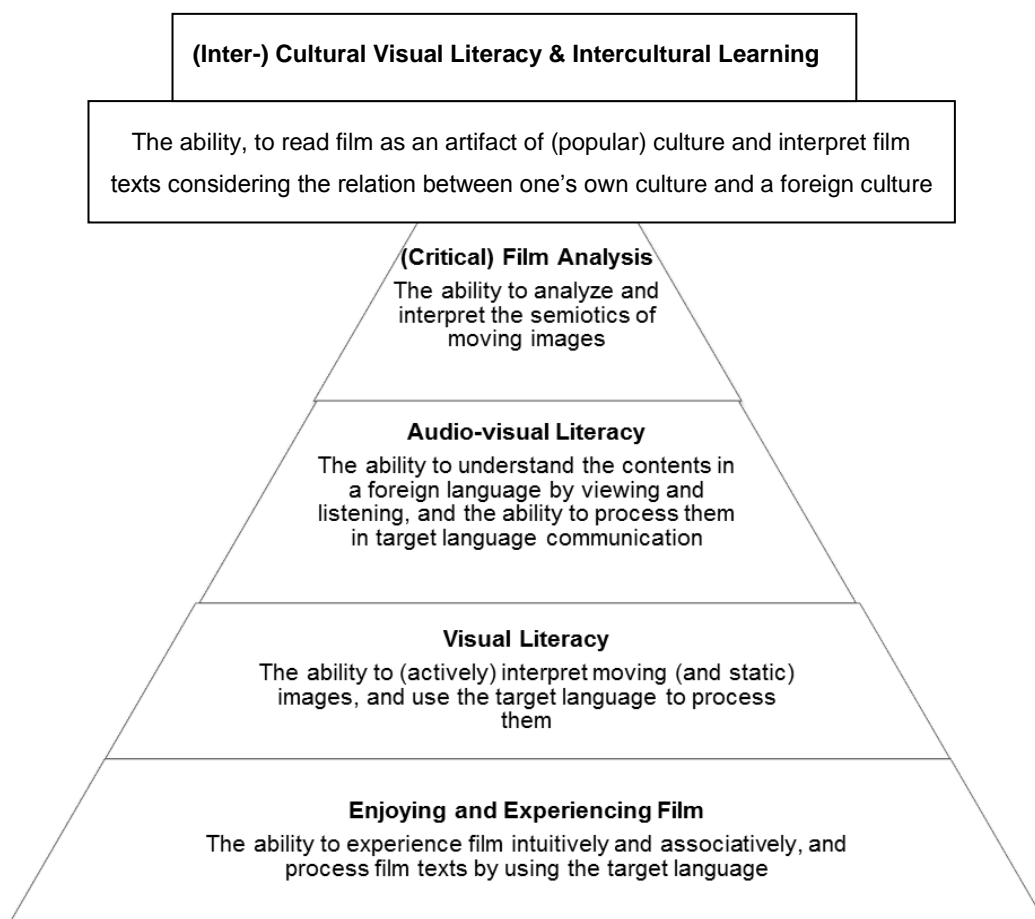 (Inter-) Cultural Visual Literacy & Intercultural Learning
The ability, to read film as an artifact of (popular) culture and interpret film
texts considering the relation between one’s own culture and a foreign culture
(Critical) Film Analysis
The ability to analyze and
interpret the semiotics of
moving images
Audio-visual Literacy
The ability to understand the contents in
a foreign language by viewing and
listening, and the ability to process them
in target language communication
Visual Literacy
The ability to (actively) interpret moving (and static)
images, and use the target language to process
them
Enjoying and Experiencing Film
The ability to experience film intuitively and associatively, and
process film texts by using the target language